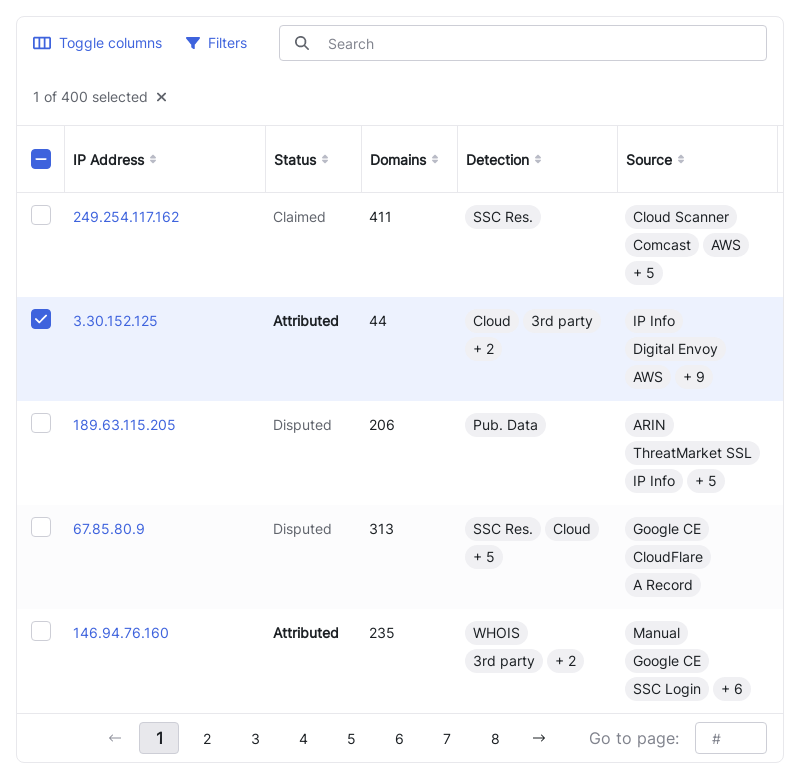 Toggle columns Filters Search
1 of 400 selected
IP Address Status Domains Detection Source
249.254.117.162 Claimed 411 SSC Res. Cloud Scanner
Comcast AWS
+ 5
3.30.152.125 Attributed 44 Cloud 3rd party IP Info
+ 2 Digital Envoy
AWS + 9
189.63.115.205 Disputed 206 Pub. Data ARIN
ThreatMarket SSL
IP Info + 5
67.85.80.9 Disputed 313 SSC Res. Cloud Google CE
+ 5 CloudFlare
A Record
146.94.76.160 Attributed 235 WHOIS Manual
3rd party + 2 Google CE
SSC Login + 6
← 1 2 3 4 5 6 7 8 → Go to page: #